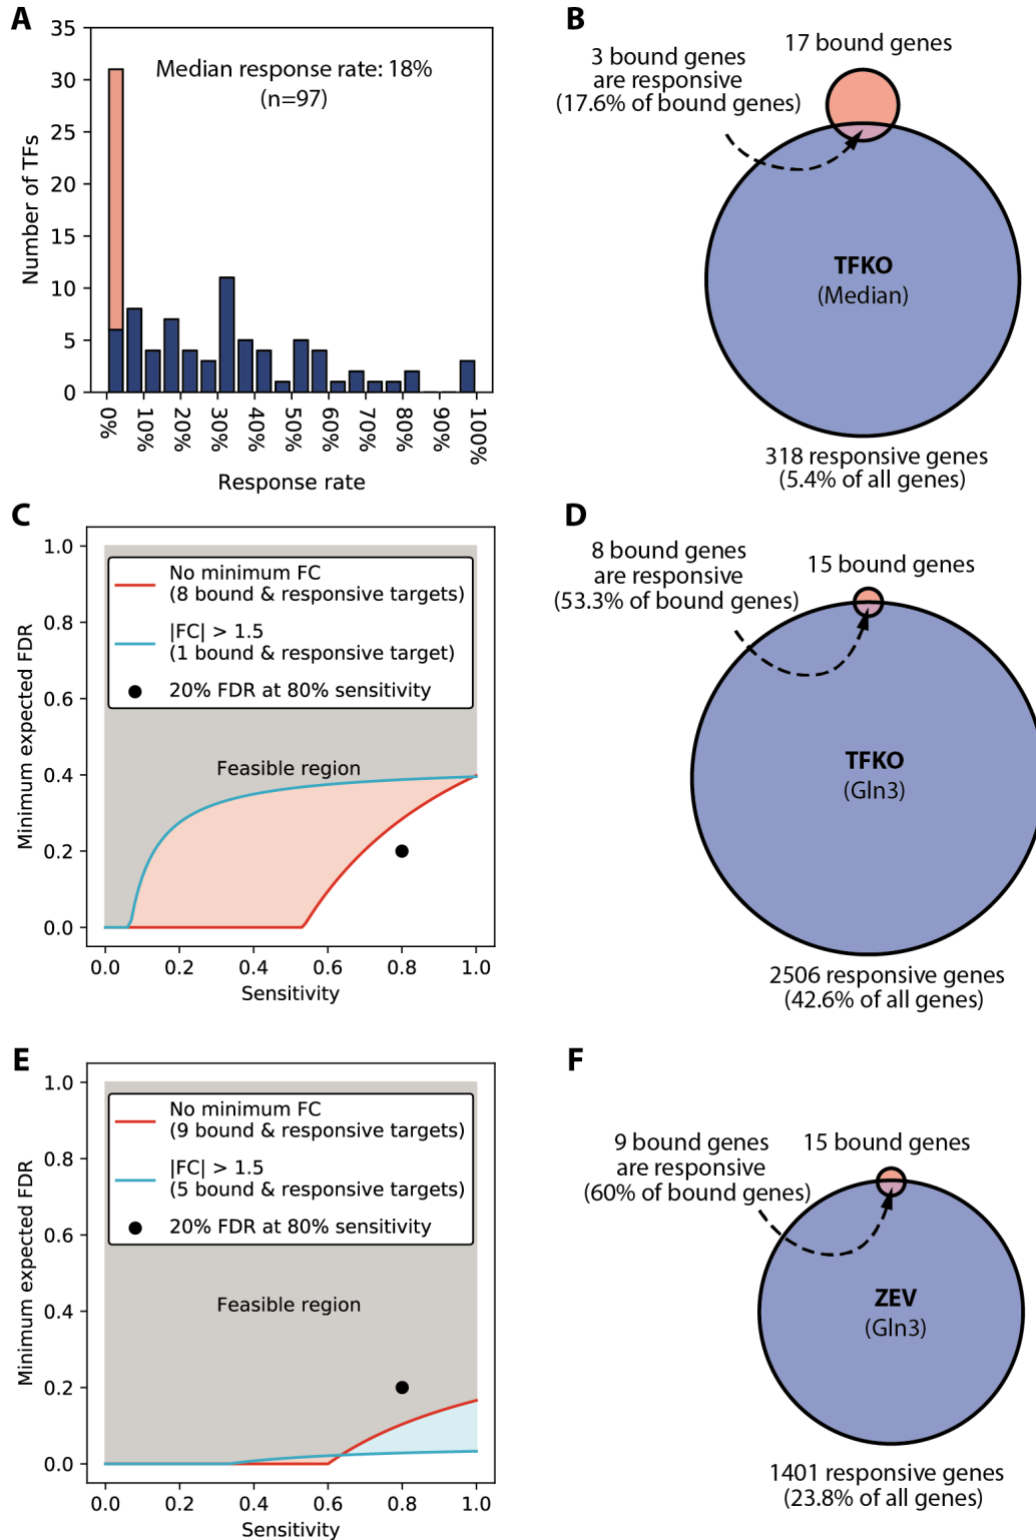 A
35
30
25
20
15
10
5
0
Number of TFs
Median response rate: 18%
(n=97)
0%
10%
20%
30%
40%
50%
60%
70%
80%
90%
100%
Response rate
B
3 bound genes
are responsive
(17.6% of bound genes)
17 bound genes
TFKO
(Median)
318 responsive genes
(5.4% of all genes)
C
1.0
0.8
0.6
0.4
0.2
0.0
Minimum expected FDR
No minimum FC
(8 bound & responsive targets)
|FC| > 1.5
(1 bound & responsive target)
20% FDR at 80% sensitivity
Feasible region
0.0
0.2
0.4
0.6
0.8
1.0
Sensitivity
D
8 bound genes
are responsive
(53.3% of bound genes)
15 bound genes
TFKO
(Gln3)
2506 responsive genes
(42.6% of all genes)
E
1.0
0.8
0.6
0.4
0.2
0.0
Minimum expected FDR
No minimum FC
(9 bound & responsive targets)
|FC| > 1.5
(5 bound & responsive targets)
20% FDR at 80% sensitivity
Feasible region
0.0
0.2
0.4
0.6
0.8
1.0
Sensitivity
F
9 bound genes
are responsive
(60% of bound genes)
15 bound genes
ZEV
(Gln3)
1401 responsive genes
(23.8% of all genes)